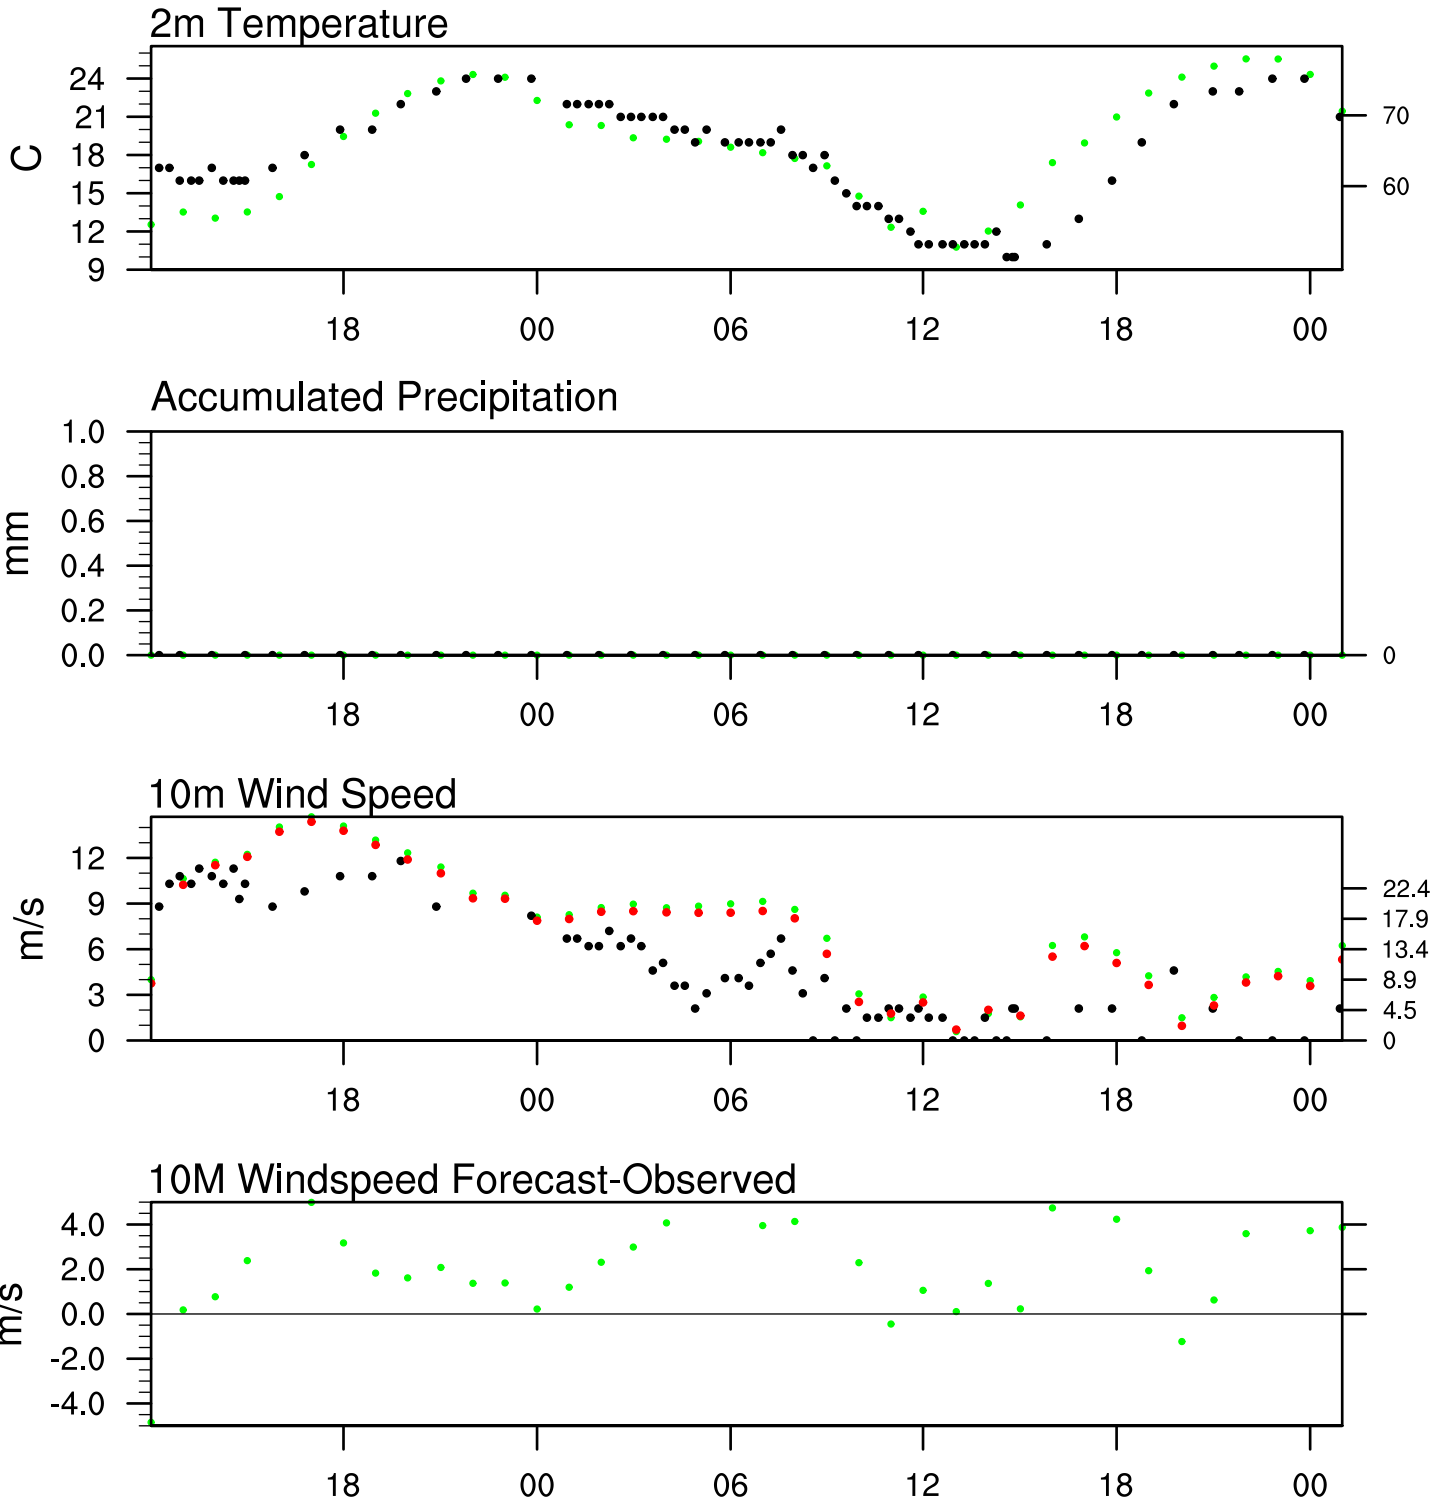 2m Temperature
24
21
18
15
12
9
C
70
60
18 00 06 12 18 00
Accumulated Precipitation
1.0
0.8
0.6
0.4
0.2
0.0
mm
0
18 00 06 12 18 00
10m Wind Speed
12
9
6
3
0
m/s
22.4
17.9
13.4
8.9
4.5
0
18 00 06 12 18 00
10M Windspeed Forecast-Observed
4.0
2.0
0.0
-2.0
-4.0
m/s
18 00 06 12 18 00